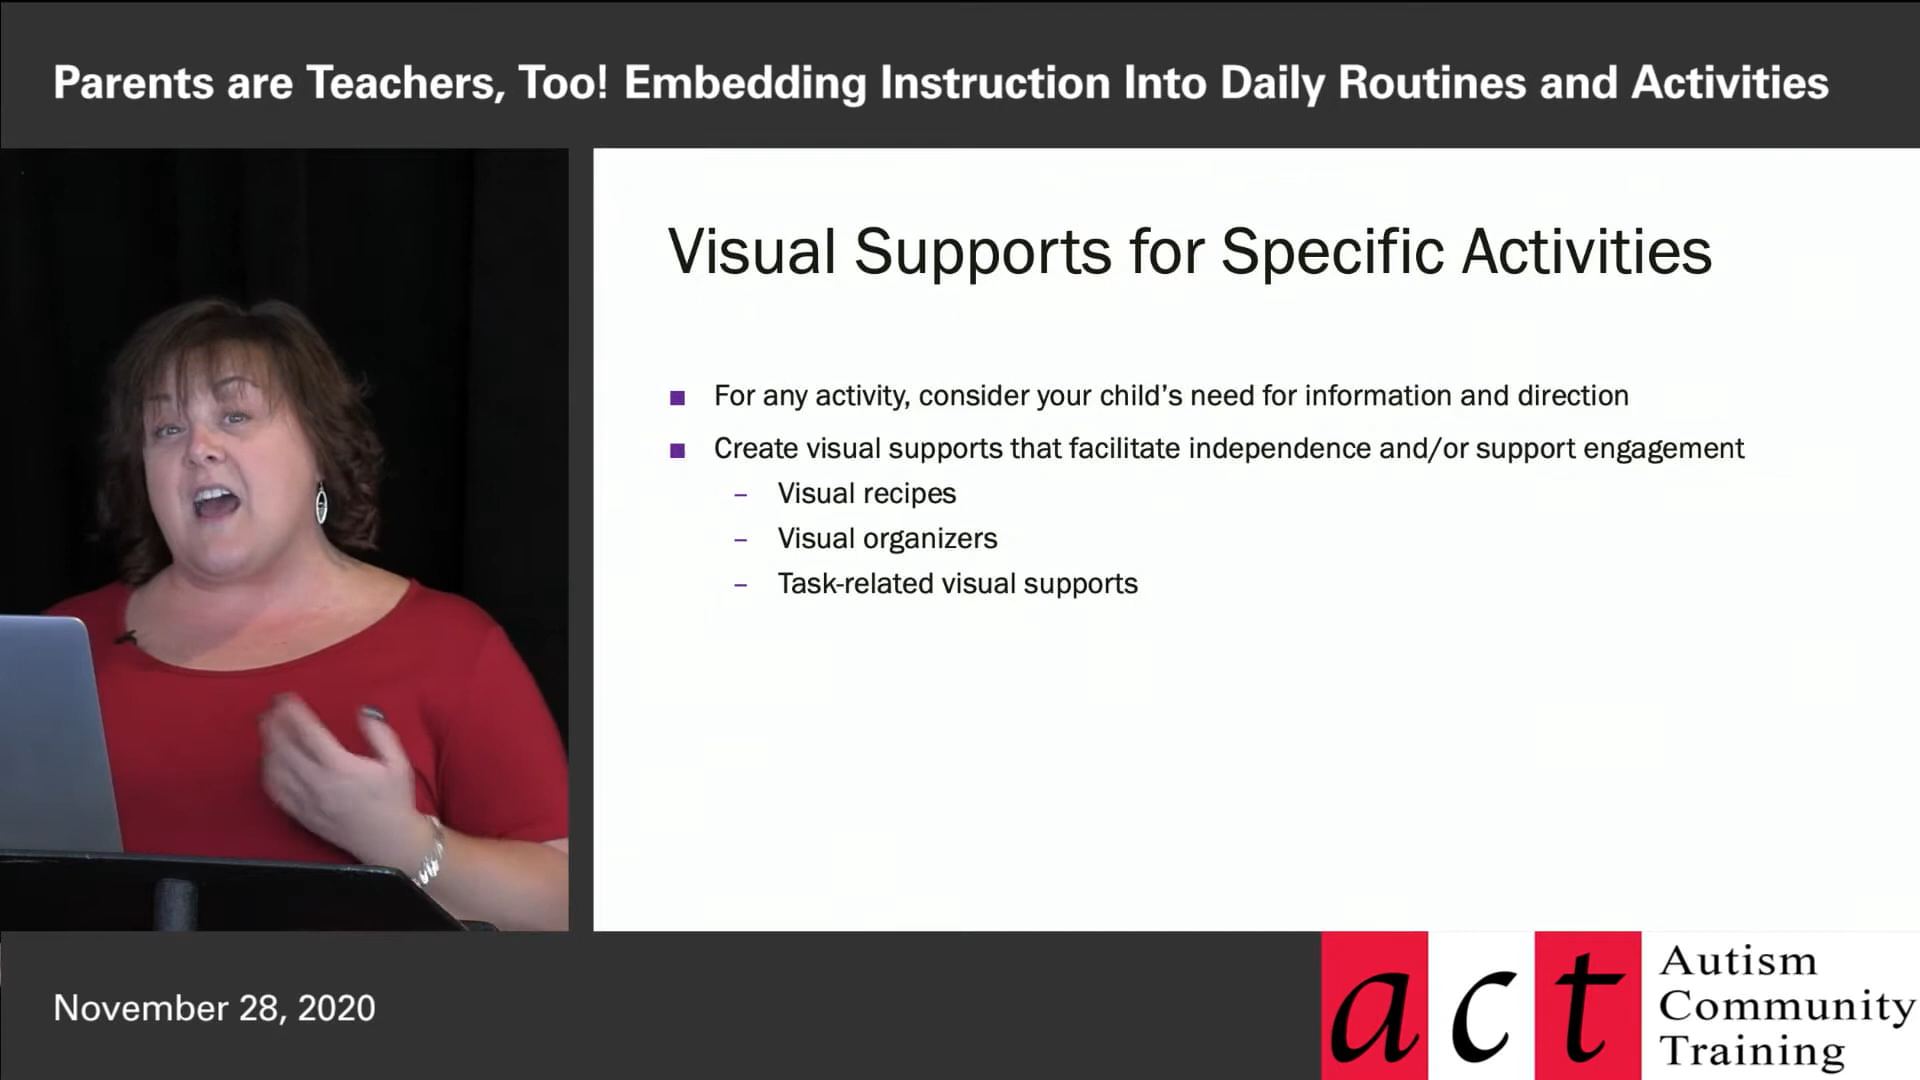 Parents are Teachers, Too! Embedding Instruction Into Daily Routines and Activities
Visual Supports for Specific Activities
■ For any activity, consider your child’s need for information and direction
■ Create visual supports that facilitate independence and/or support engagement
– Visual recipes
– Visual organizers
– Task-related visual supports
November 28, 2020
act
Autism
Community
Training